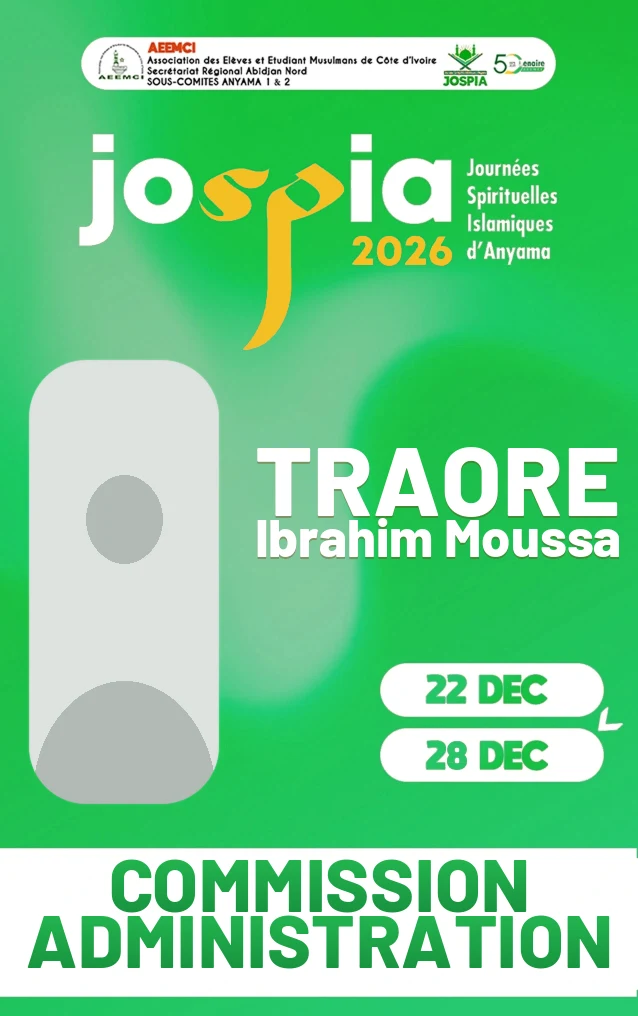 AEEMCI
Association des Elèves et Etudiant Musulmans de Côte d'Ivoire
Secrétariat Régional Abidjan Nord
SOUS-COMITES ANYAMA 1 & 2
AEEMCI
JOSPIA
jospia
2026
Journées
Spirituelles
Islamiques
d'Anyama
TRAORE
Ibrahim Moussa
22 DEC
28 DEC
COMMISSION
ADMINISTRATION